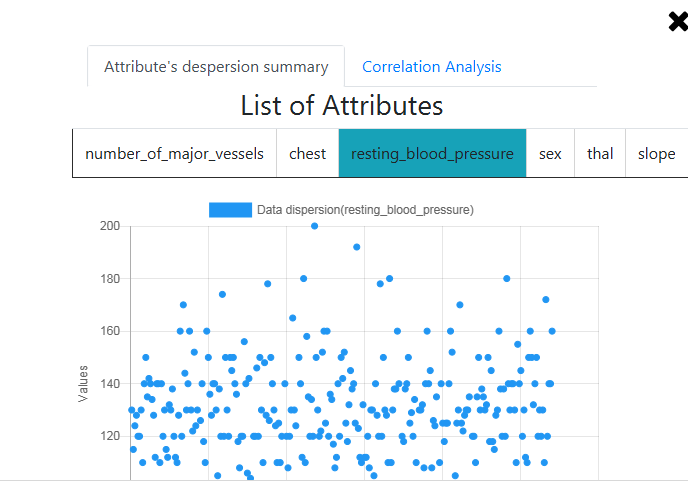 Attribute's despersion summary
Correlation Analysis
List of Attributes
number_of_major_vessels chest resting_blood_pressure sex thal slope
Data dispersion(resting_blood_pressure)
200
180
160
140
120
Values